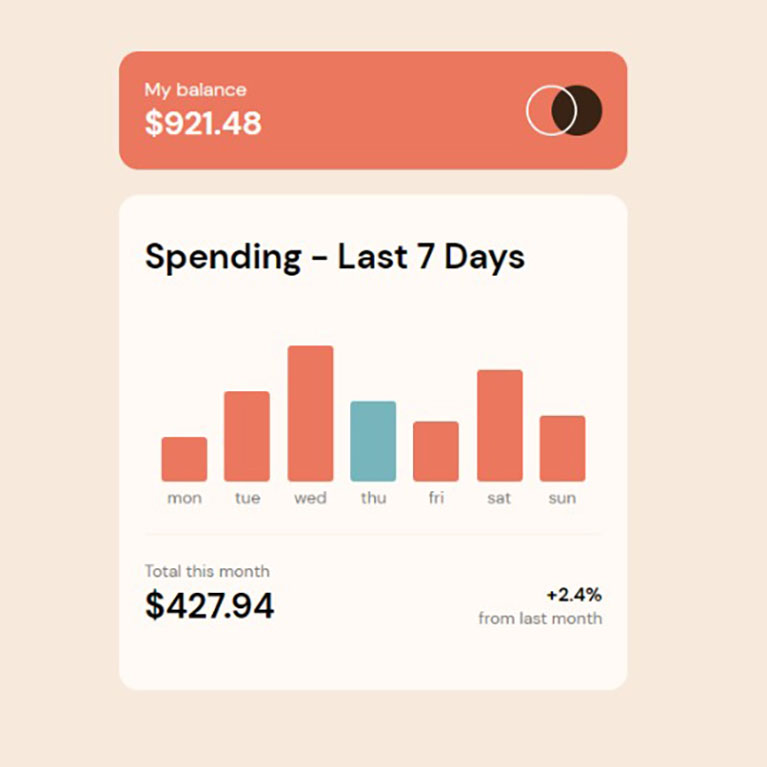 My balance
$921.48
Spending - Last 7 Days
mon tue wed thu fri sat sun
Total this month
$427.94
+2.4%
from last month